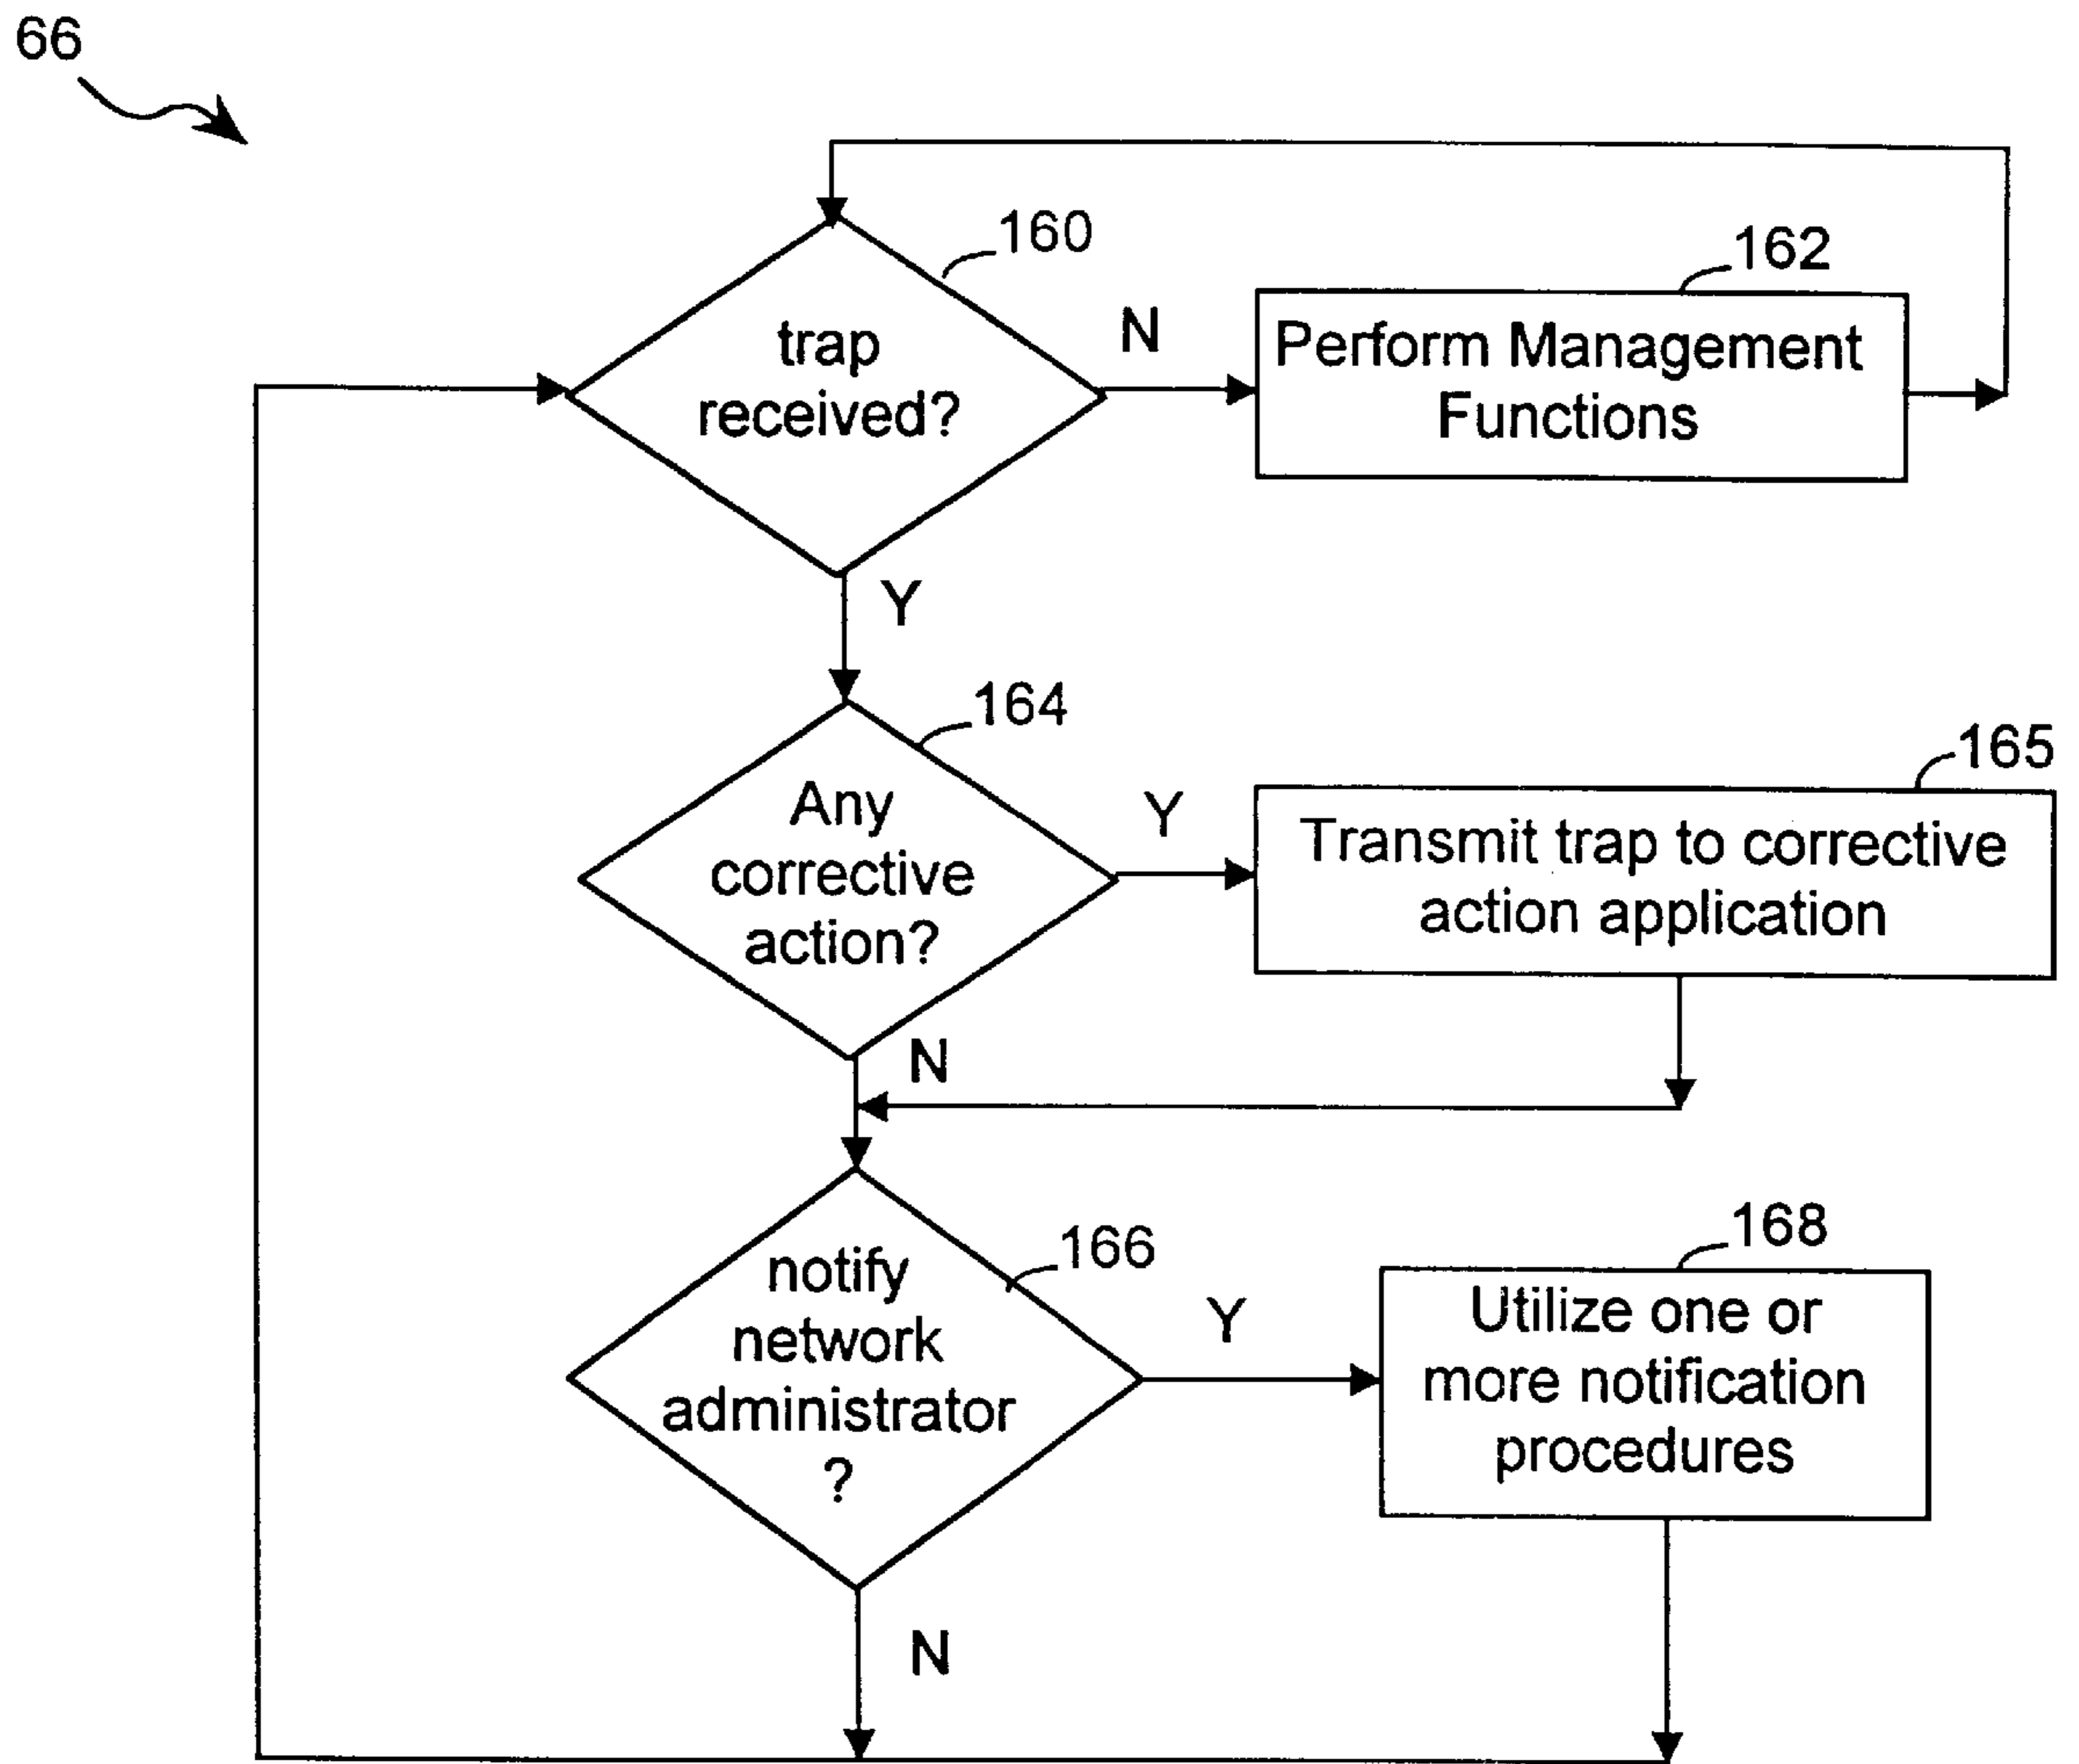 66
160
trap
received?
N
162
Perform Management
Functions
Y
164
Any
corrective
action?
Y
165
Transmit trap to corrective
action application
N
166
notify
network
administrator
?
Y
168
Utilize one or
more notification
procedures
N